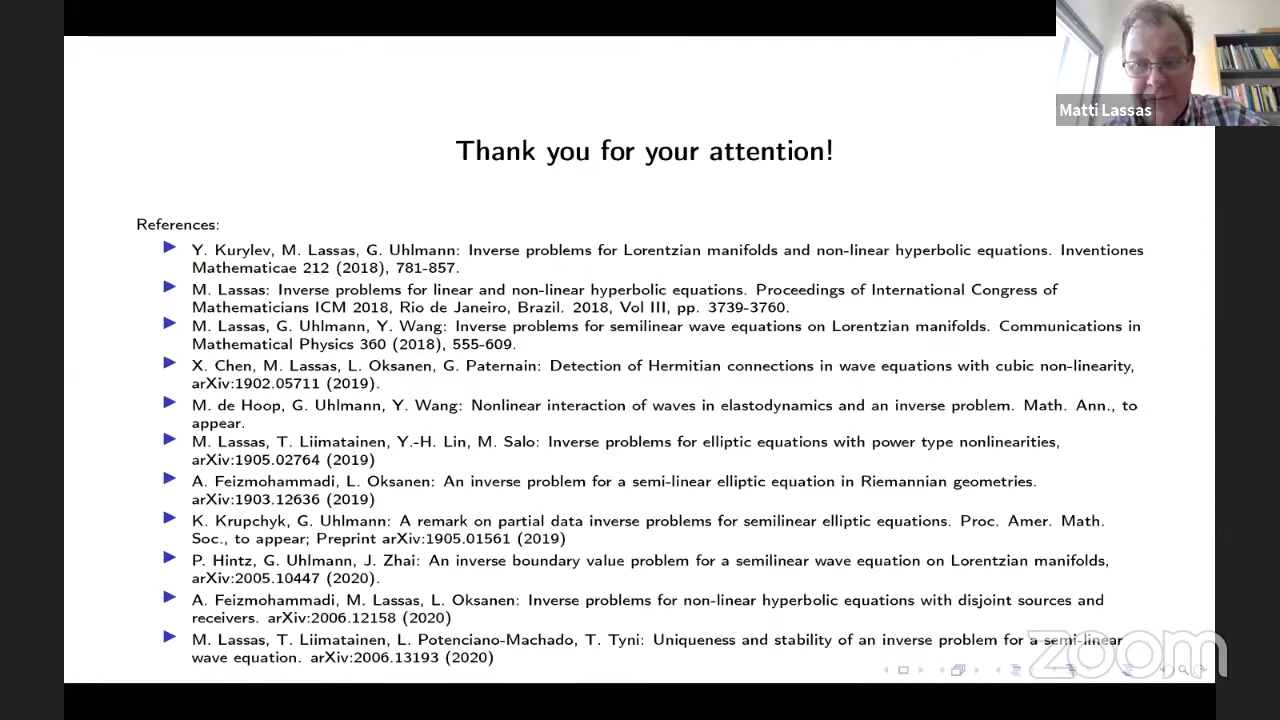 Matti Lassas
Thank you for your attention!
References:
Y. Kurylev, M. Lassas, G. Uhlmann: Inverse problems for Lorentzian manifolds and non-linear hyperbolic equations. Inventiones
Mathematicae 212 (2018), 781-857.
M. Lassas: Inverse problems for linear and non-linear hyperbolic equations. Proceedings of International Congress of
Mathematicians ICM 2018, Rio de Janeiro, Brazil. 2018, Vol III, pp. 3739-3760.
M. Lassas, G. Uhlmann, Y. Wang: Inverse problems for semilinear wave equations on Lorentzian manifolds. Communications in
Mathematical Physics 360 (2018), 555-609.
X. Chen, M. Lassas, L. Oksanen, G. Paternain: Detection of Hermitian connections in wave equations with cubic non-linearity,
arXiv:1902.05711 (2019).
M. de Hoop, G. Uhlmann, Y. Wang: Nonlinear interaction of waves in elastodynamics and an inverse problem. Math. Ann., to
appear.
M. Lassas, T. Liimatainen, Y.-H. Lin, M. Salo: Inverse problems for elliptic equations with power type nonlinearities,
arXiv:1905.02764 (2019)
A. Feizmohammadi, L. Oksanen: An inverse problem for a semi-linear elliptic equation in Riemannian geometries.
arXiv:1903.12636 (2019)
K. Krupchyk, G. Uhlmann: A remark on partial data inverse problems for semilinear elliptic equations. Proc. Amer. Math.
Soc., to appear; Preprint arXiv:1905.01561 (2019)
P. Hintz, G. Uhlmann, J. Zhai: An inverse boundary value problem for a semilinear wave equation on Lorentzian manifolds,
arXiv:2005.10447 (2020).
A. Feizmohammadi, M. Lassas, L. Oksanen: Inverse problems for non-linear hyperbolic equations with disjoint sources and
receivers. arXiv:2006.12158 (2020)
M. Lassas, T. Liimatainen, L. Potenciano-Machado, T. Tyni: Uniqueness and stability of an inverse problem for a semi-linear
wave equation. arXiv:2006.13193 (2020)
zoom